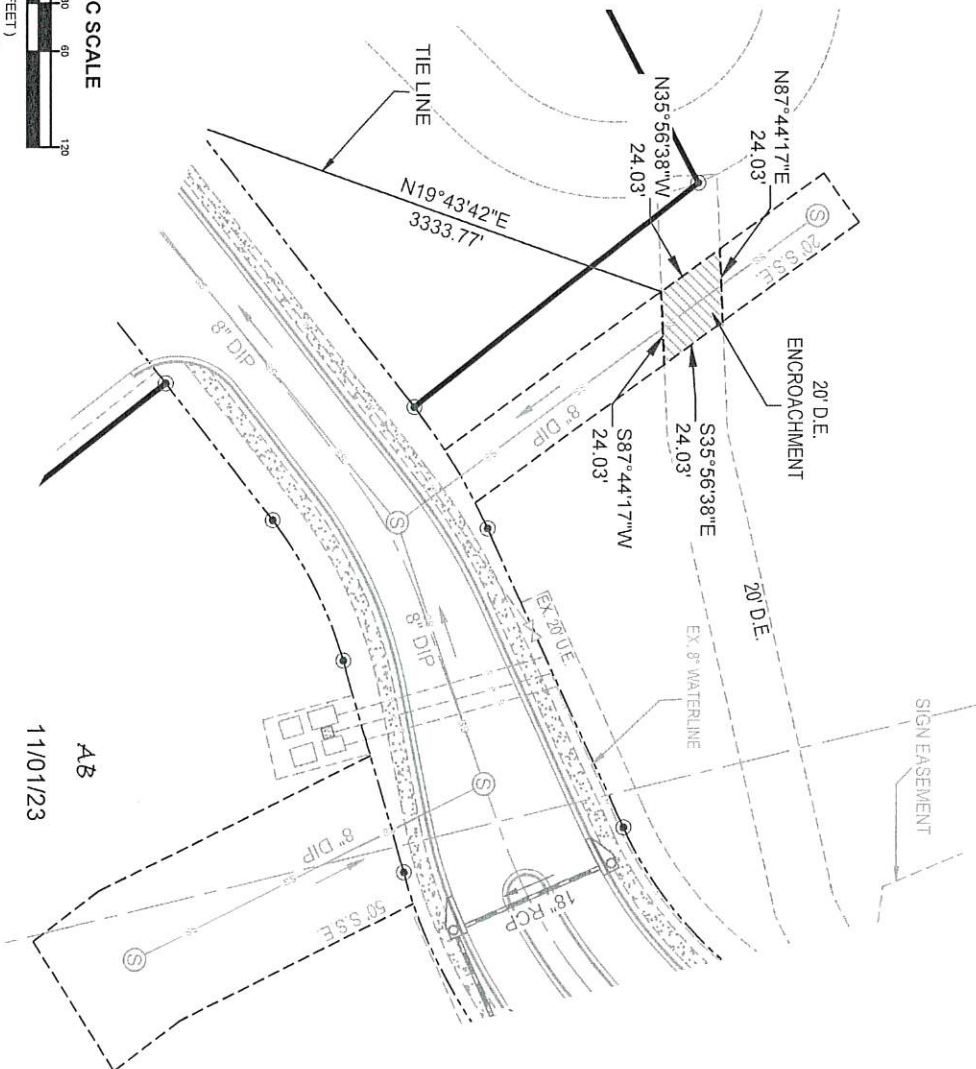 C SCALE
60
120
FEET )
TIE LINE
N19°43'42"E
3333.77'
N35°56'38"W
24.03'
N87°44'17"E
24.03'
20' S.S.E.
20' D.E.
ENCROACHMENT
S35°56'38"E
24.03'
S87°44'17"W
24.03'
8" DIP
8" DIP
8" DIP
8" DIP
20' D.E.
EX. 8" WATERLINE
EX. 20' U.E.
SIGN EASEMENT
18" RCP
50' S.S.E.
S
S
S
S
AB
11/01/23